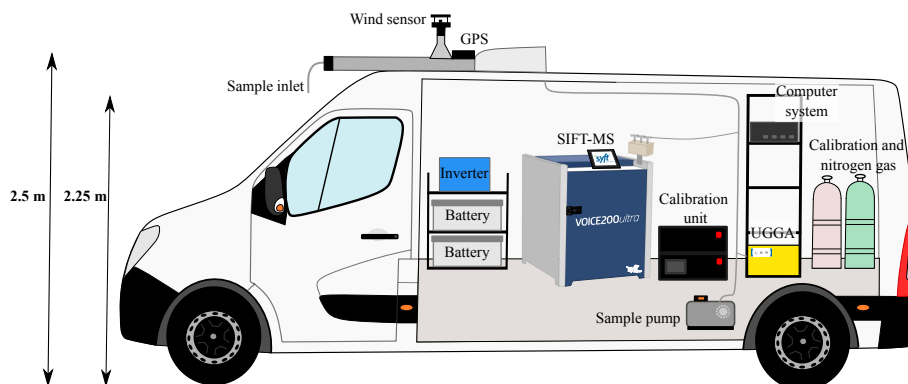 Wind sensor
GPS
Sample inlet
2.5 m
2.25 m
Computer
system
SIFT-MS
syft
Calibration and
nitrogen gas
Inverter
Battery
Battery
VOICE200ultra
Calibration
unit
UGGA
Sample pump